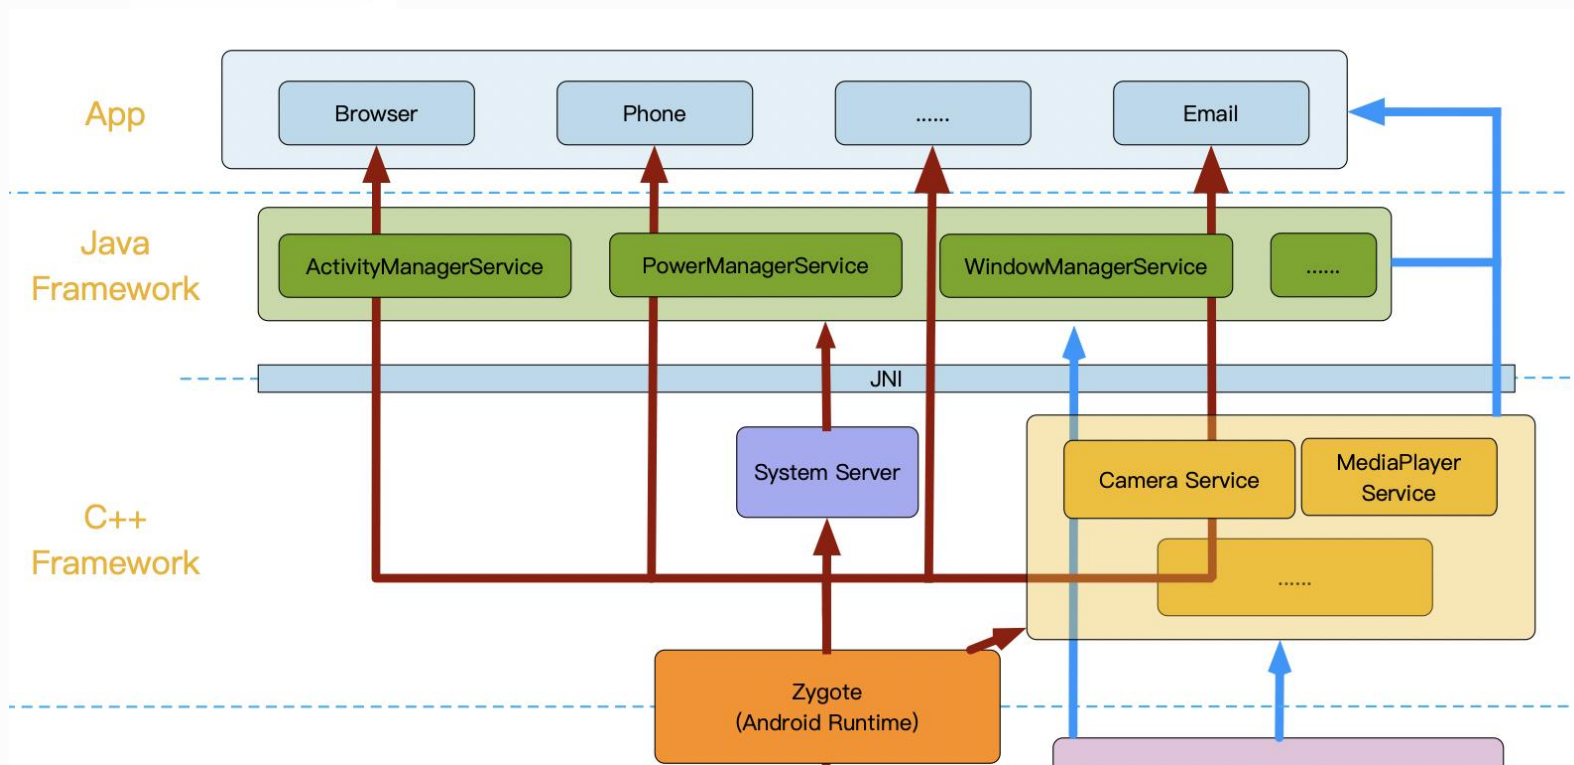 App
Browser
Phone
......
Email
Java
Framework
ActivityManagerService
PowerManagerService
WindowManagerService
......
JNI
C++
Framework
System Server
Camera Service
MediaPlayer
Service
......
Zygote
(Android Runtime)